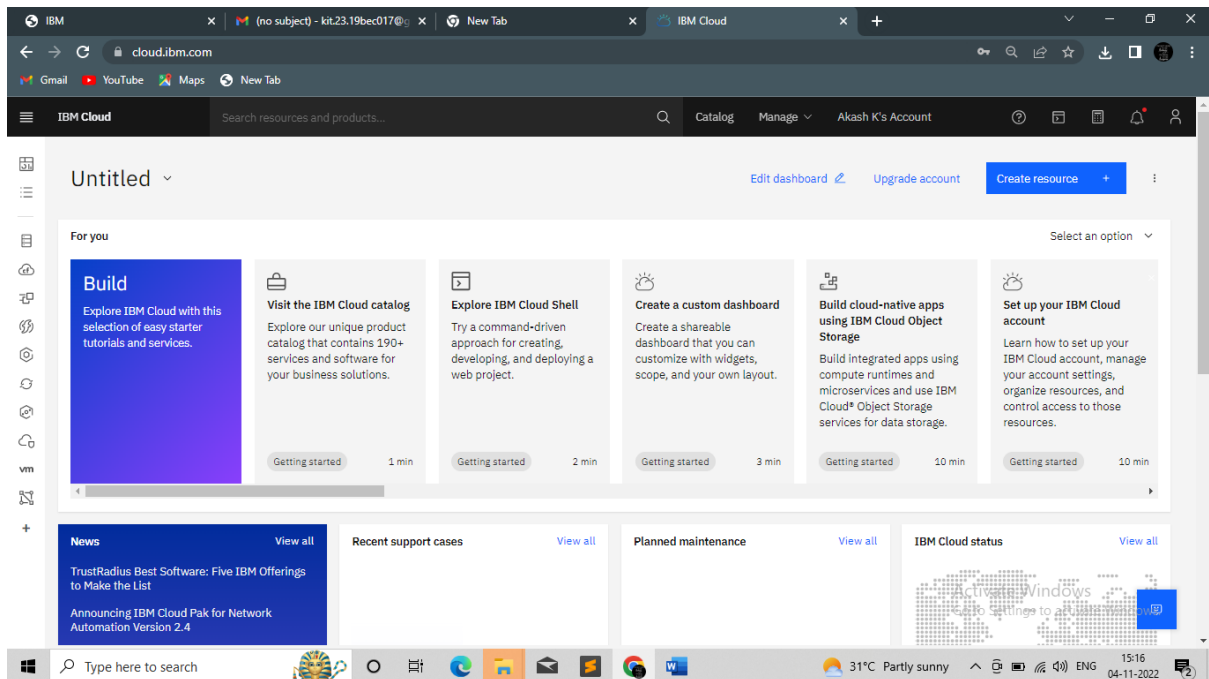 IBM
(no subject) - kit.23.19bec017@g
New Tab
IBM Cloud
cloud.ibm.com
Gmail
YouTube
Maps
New Tab
IBM Cloud
Search resources and products...
Catalog
Manage
Akash K's Account
Untitled
Edit dashboard
Upgrade account
Create resource +
For you
Select an option
Build
Explore IBM Cloud with this
selection of easy starter
tutorials and services.
Visit the IBM Cloud catalog
Explore our unique product
catalog that contains 190+
services and software for
your business solutions.
Getting started 1 min
Explore IBM Cloud Shell
Try a command-driven
approach for creating,
developing, and deploying a
web project.
Getting started 2 min
Create a custom dashboard
Create a shareable
dashboard that you can
customize with widgets,
scope, and your own layout.
Getting started 3 min
Build cloud-native apps
using IBM Cloud Object
Storage
Build integrated apps using
compute runtimes and
microservices and use IBM
Cloud® Object Storage
services for data storage.
Getting started 10 min
Set up your IBM Cloud
account
Learn how to set up your
IBM Cloud account, manage
your account settings,
organize resources, and
control access to those
resources.
Getting started 10 min
vm
News View all
TrustRadius Best Software: Five IBM Offerings
to Make the List
Announcing IBM Cloud Pak for Network
Automation Version 2.4
Recent support cases View all
Planned maintenance View all
IBM Cloud status View all
Activate Windows
Go to Settings to activate Windows.
Type here to search
31°C Partly sunny
ENG
15:16
04-11-2022
2